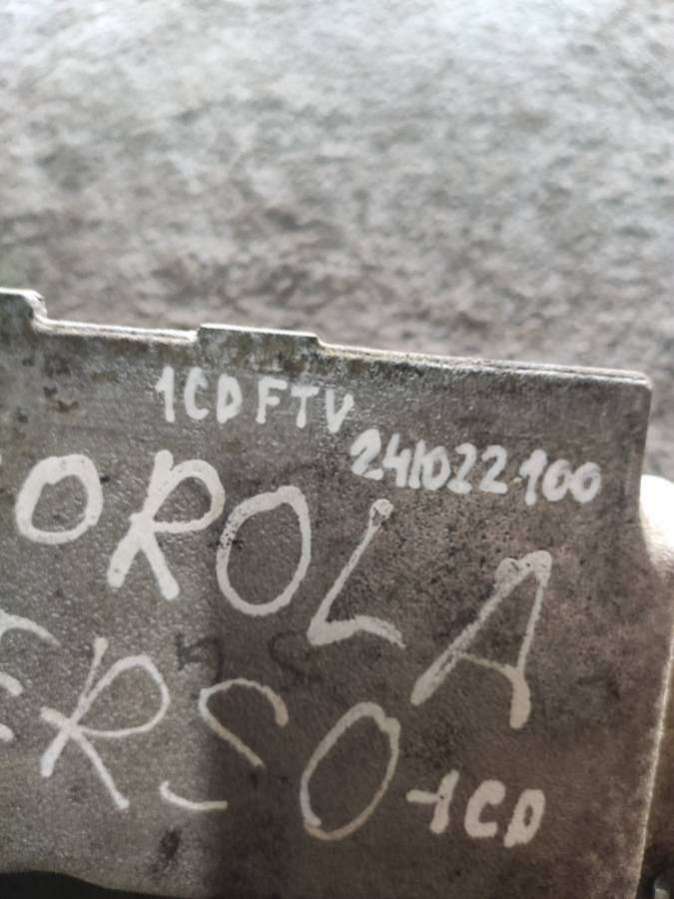 1CD FTV
241022-100
OROLA
ERSO-1CD